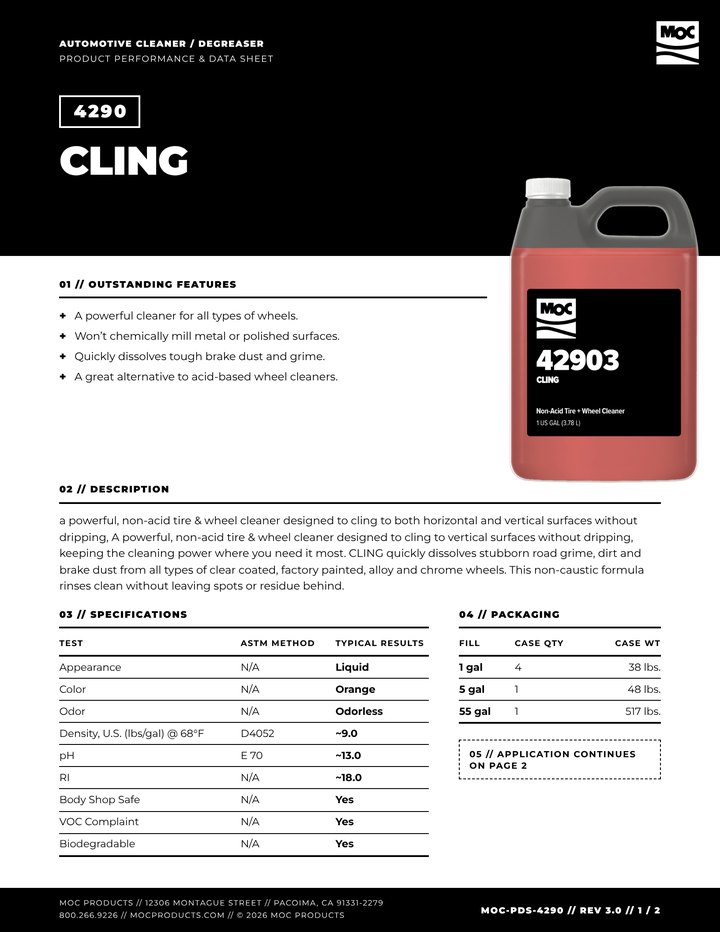 AUTOMOTIVE CLEANER / DEGREASER
PRODUCT PERFORMANCE & DATA SHEET
MOC
4290
CLING
01 // OUTSTANDING FEATURES
+ A powerful cleaner for all types of wheels.
+ Won't chemically mill metal or polished surfaces.
+ Quickly dissolves tough brake dust and grime.
+ A great alternative to acid-based wheel cleaners.
MOC
42903
CLING
Non-Acid Tire + Wheel Cleaner
1 US GAL (3.78 L)
02 // DESCRIPTION
a powerful, non-acid tire & wheel cleaner designed to cling to both horizontal and vertical surfaces without
dripping, A powerful, non-acid tire & wheel cleaner designed to cling to vertical surfaces without dripping,
keeping the cleaning power where you need it most. CLING quickly dissolves stubborn road grime, dirt and
brake dust from all types of clear coated, factory painted, alloy and chrome wheels. This non-caustic formula
rinses clean without leaving spots or residue behind.
03 // SPECIFICATIONS
TEST ASTM METHOD TYPICAL RESULTS
Appearance N/A Liquid
Color N/A Orange
Odor N/A Odorless
Density, U.S. (lbs/gal) @ 68°F D4052 ~9.0
pH E 70 ~13.0
RI N/A ~18.0
Body Shop Safe N/A Yes
VOC Complaint N/A Yes
Biodegradable N/A Yes
04 // PACKAGING
FILL CASE QTY CASE WT
1 gal 4 38 lbs.
5 gal 1 48 lbs.
55 gal 1 517 lbs.
05 // APPLICATION CONTINUES
ON PAGE 2
MOC PRODUCTS // 12306 MONTAGUE STREET // PACOIMA, CA 91331-2279
800.266.9226 // MOCPRODUCTS.COM // © 2026 MOC PRODUCTS
MOC-PDS-4290 // REV 3.0 // 1 / 2